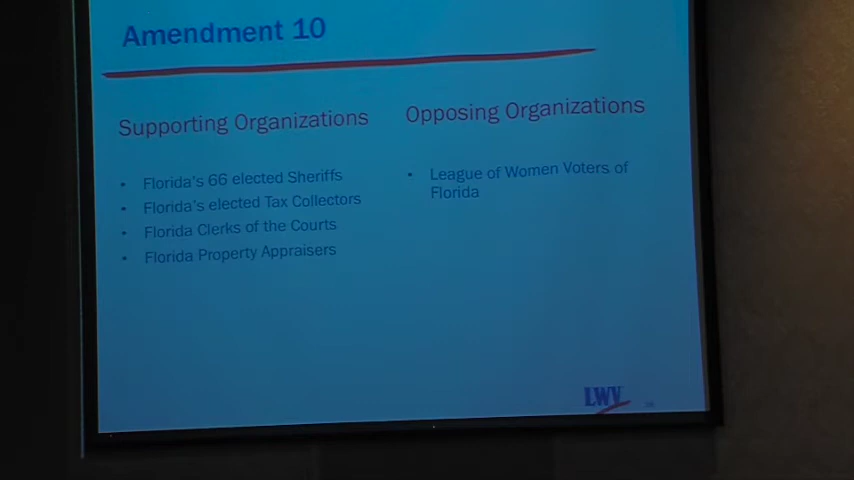 Amendment 10
Supporting Organizations
• Florida's 66 elected Sheriffs
• Florida's elected Tax Collectors
• Florida Clerks of the Courts
• Florida Property Appraisers
Opposing Organizations
• League of Women Voters of
Florida
LWV